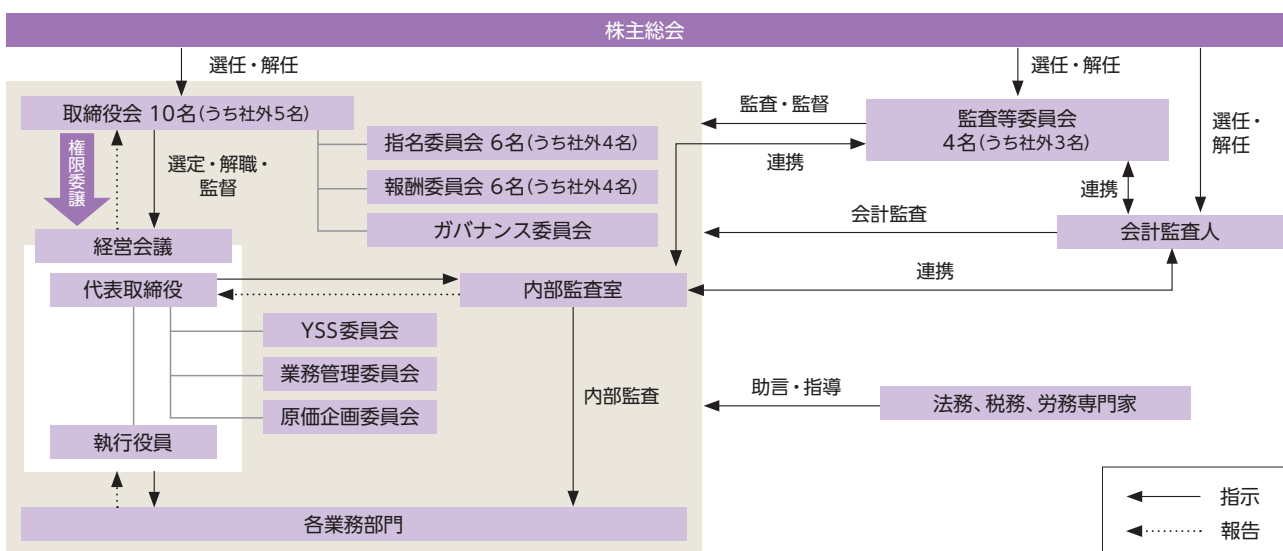 株主総会
選任・解任
選任・解任
選任・
解任
取締役会 10名(うち社外5名)
監査・監督
監査等委員会
4名(うち社外3名)
権限委譲
選定・解職・
監督
指名委員会 6名(うち社外4名)
連携
報酬委員会 6名(うち社外4名)
連携
ガバナンス委員会
会計監査
会計監査人
経営会議
代表取締役
内部監査室
連携
YSS委員会
業務管理委員会
原価企画委員会
内部監査
助言・指導
法務、税務、労務専門家
執行役員
各業務部門
指示
報告